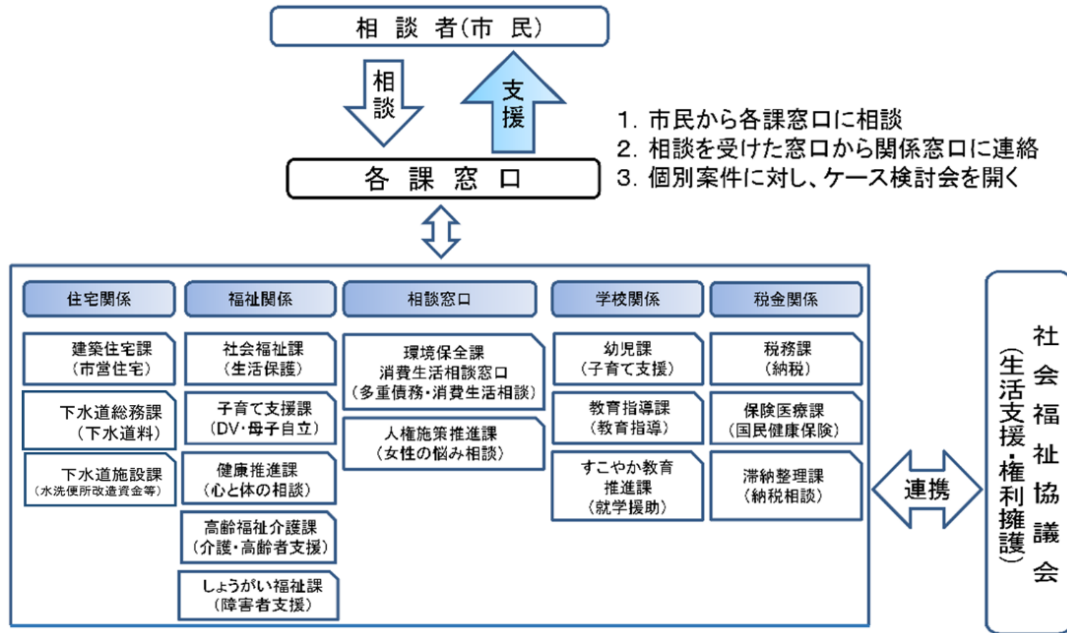 相談者(市民)
相談
支援
1. 市民から各課窓口に相談
2. 相談を受けた窓口から関係窓口に連絡
3. 個別案件に対し、ケース検討会を開く
各課窓口
住宅関係
建築住宅課
(市営住宅)
下水道総務課
(下水道料)
下水道施設課
(水洗便所改造資金等)
福祉関係
社会福祉課
(生活保護)
子育て支援課
(DV・母子自立)
健康推進課
(心と体の相談)
高齢福祉介護課
(介護・高齢者支援)
しょうがい福祉課
(障害者支援)
相談窓口
環境保全課
消費生活相談窓口
(多重債務・消費生活相談)
人権施策推進課
(女性の悩み相談)
学校関係
幼児課
(子育て支援)
教育指導課
(教育指導)
すこやか教育
推進課
(就学援助)
税金関係
税務課
(納税)
保険医療課
(国民健康保険)
滞納整理課
(納税相談)
連携
社会福祉協議会
(生活支援・権利擁護)